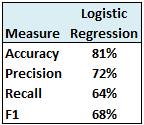 Logistic
Measure Regression
Accuracy 81%
Precision 72%
Recall 64%
F1 68%